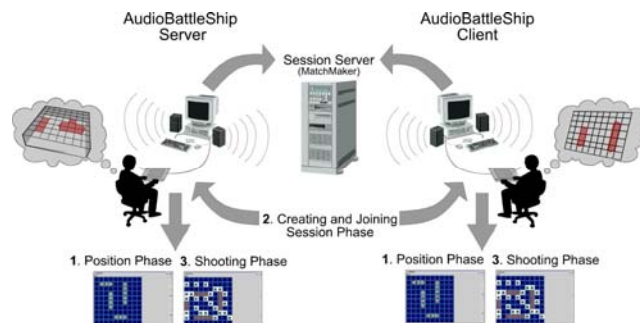 AudioBattleShip
Server
AudioBattleShip
Client
Session Server
(MatchMaker)
2. Creating and Joining
Session Phase
1. Position Phase
3. Shooting Phase
1. Position Phase
3. Shooting Phase